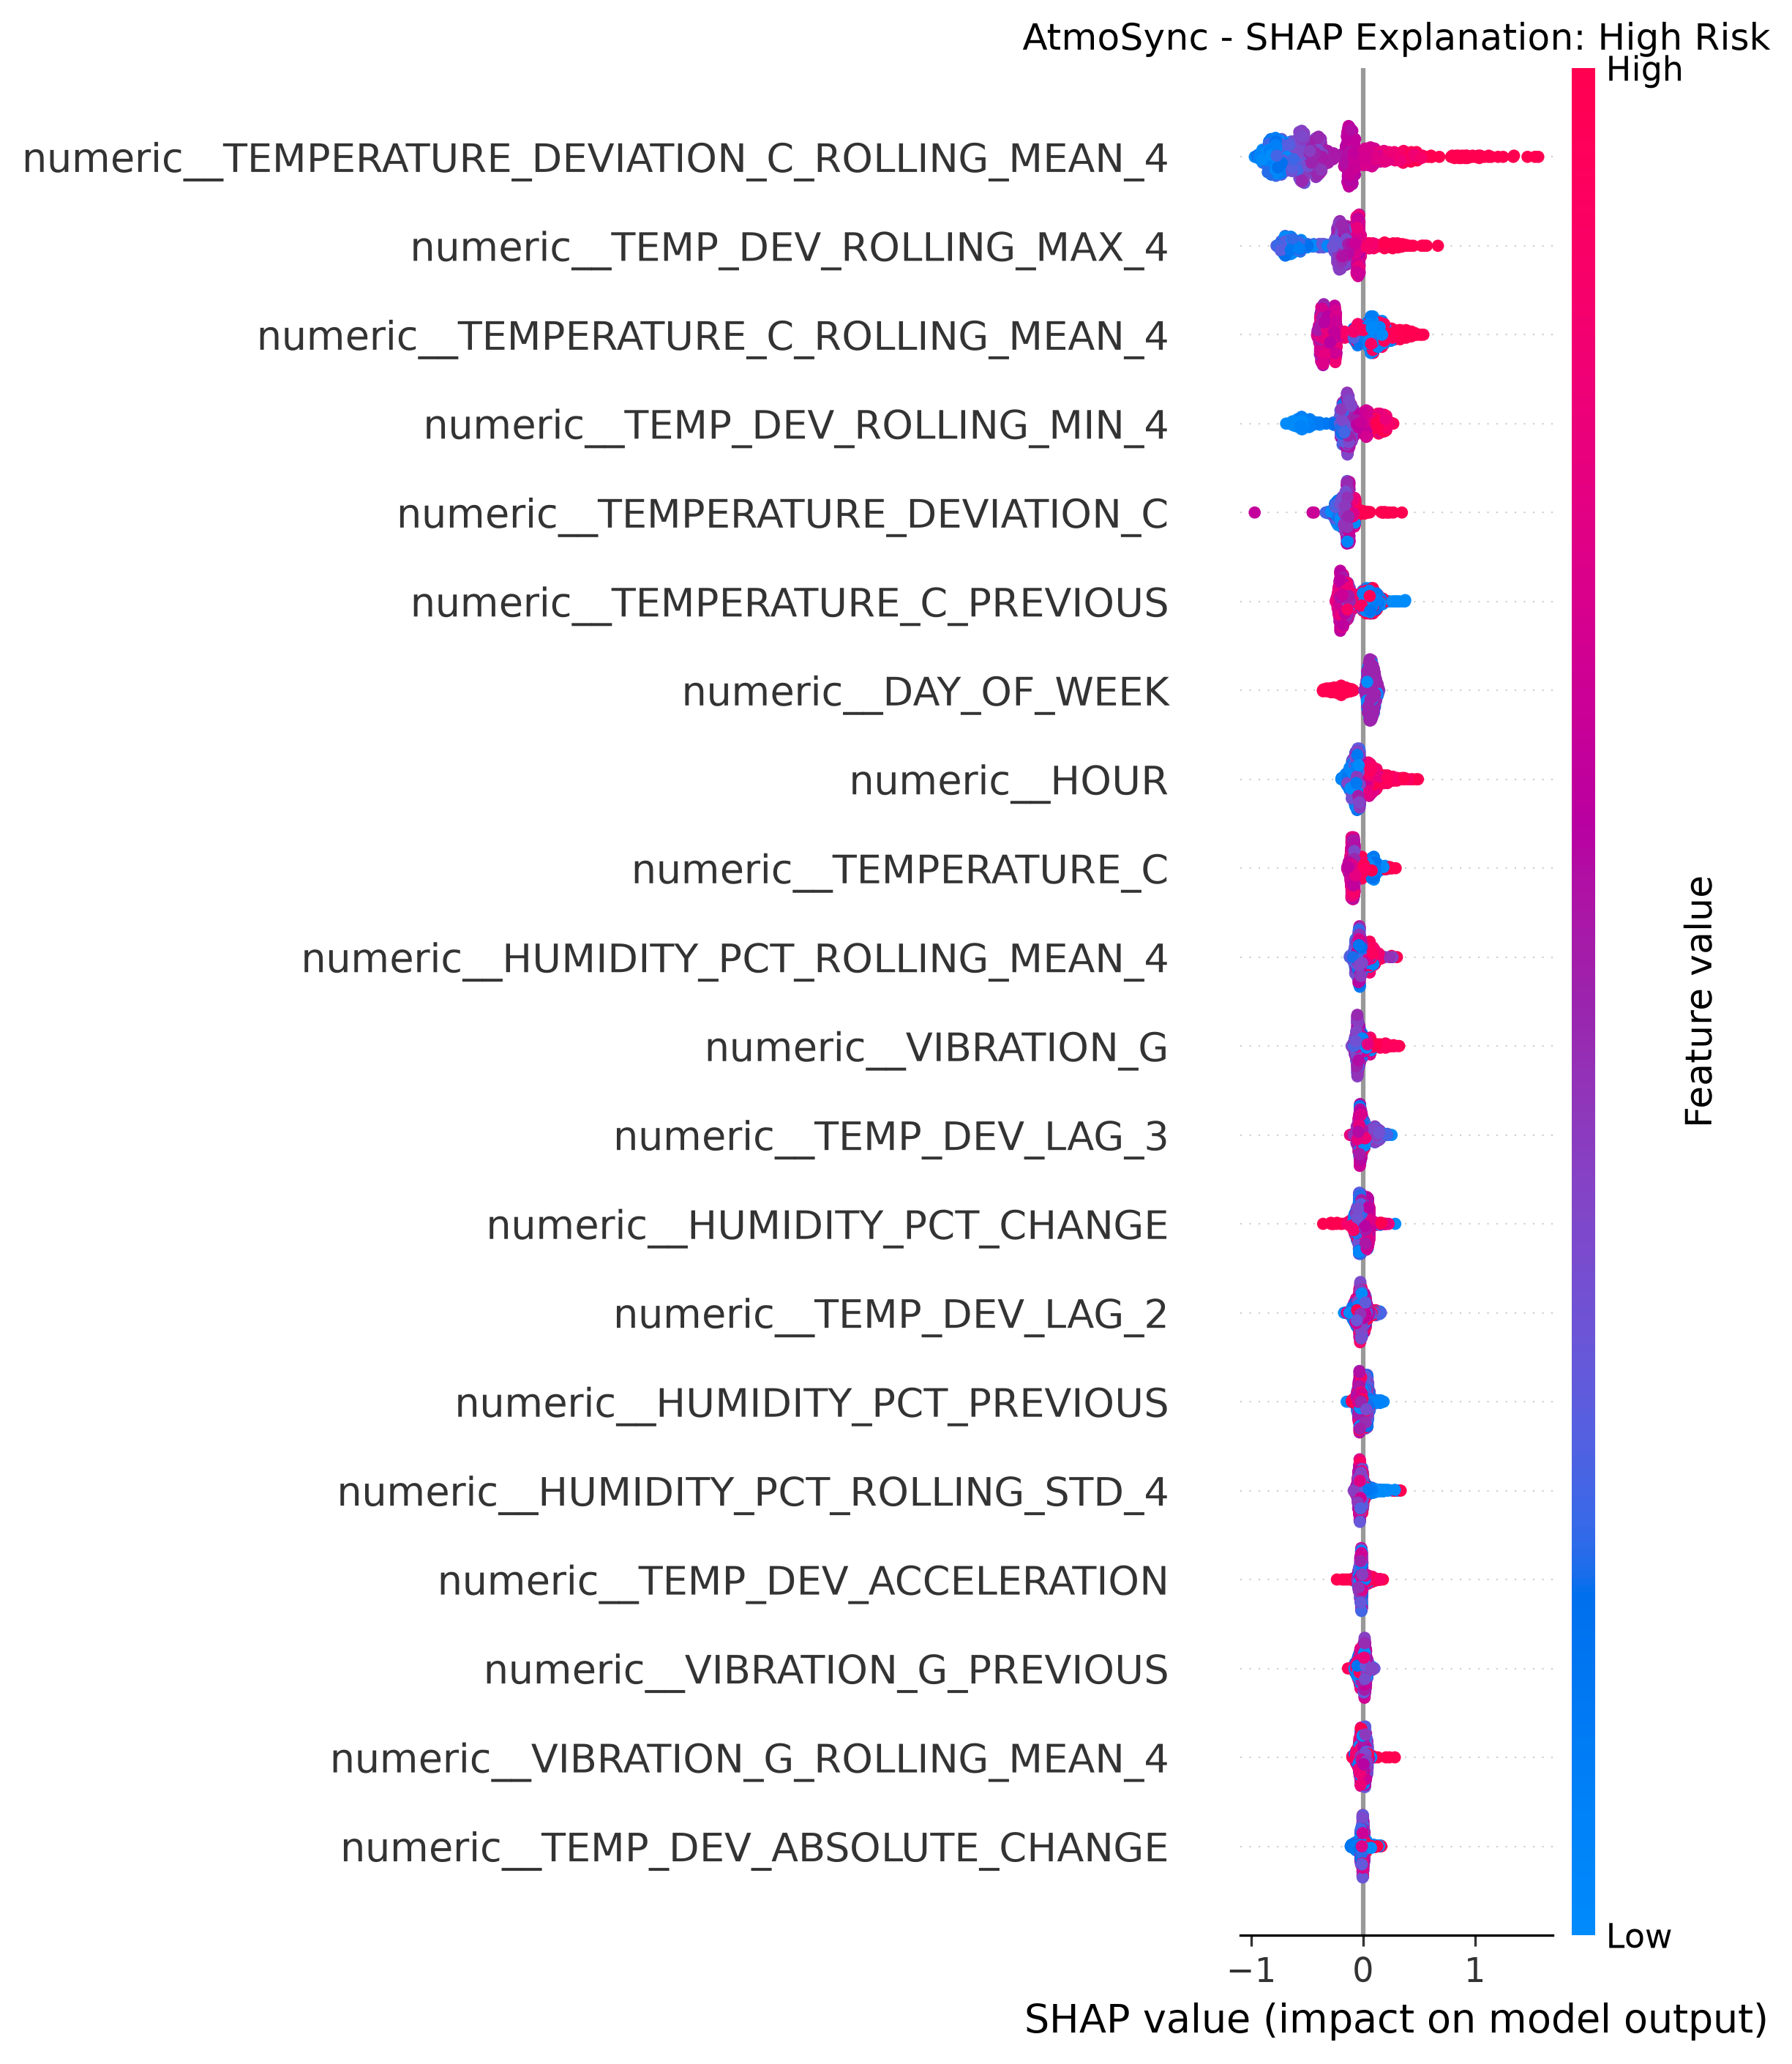 AtmoSync - SHAP Explanation: High Risk
High
numeric__TEMPERATURE_DEVIATION_C_ROLLING_MEAN_4
numeric__TEMP_DEV_ROLLING_MAX_4
numeric__TEMPERATURE_C_ROLLING_MEAN_4
numeric__TEMP_DEV_ROLLING_MIN_4
numeric__TEMPERATURE_DEVIATION_C
numeric__TEMPERATURE_C_PREVIOUS
numeric__DAY_OF_WEEK
numeric__HOUR
numeric__TEMPERATURE_C
numeric__HUMIDITY_PCT_ROLLING_MEAN_4
numeric__VIBRATION_G
numeric__TEMP_DEV_LAG_3
numeric__HUMIDITY_PCT_CHANGE
numeric__TEMP_DEV_LAG_2
numeric__HUMIDITY_PCT_PREVIOUS
numeric__HUMIDITY_PCT_ROLLING_STD_4
numeric__TEMP_DEV_ACCELERATION
numeric__VIBRATION_G_PREVIOUS
numeric__VIBRATION_G_ROLLING_MEAN_4
numeric__TEMP_DEV_ABSOLUTE_CHANGE
Feature value
Low
−1 0 1
SHAP value (impact on model output)